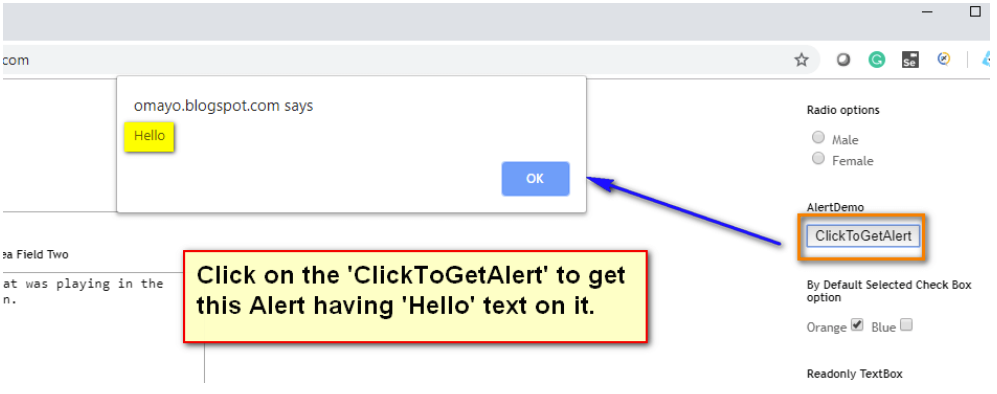 com
omayo.blogspot.com says
Hello
OK
Click on the 'ClickToGetAlert' to get
this Alert having 'Hello' text on it.
ea Field Two
at was playing in the
n.
Radio options
Male
Female
AlertDemo
ClickToGetAlert
By Default Selected Check Box
option
Orange Blue
Readonly TextBox
G
Se